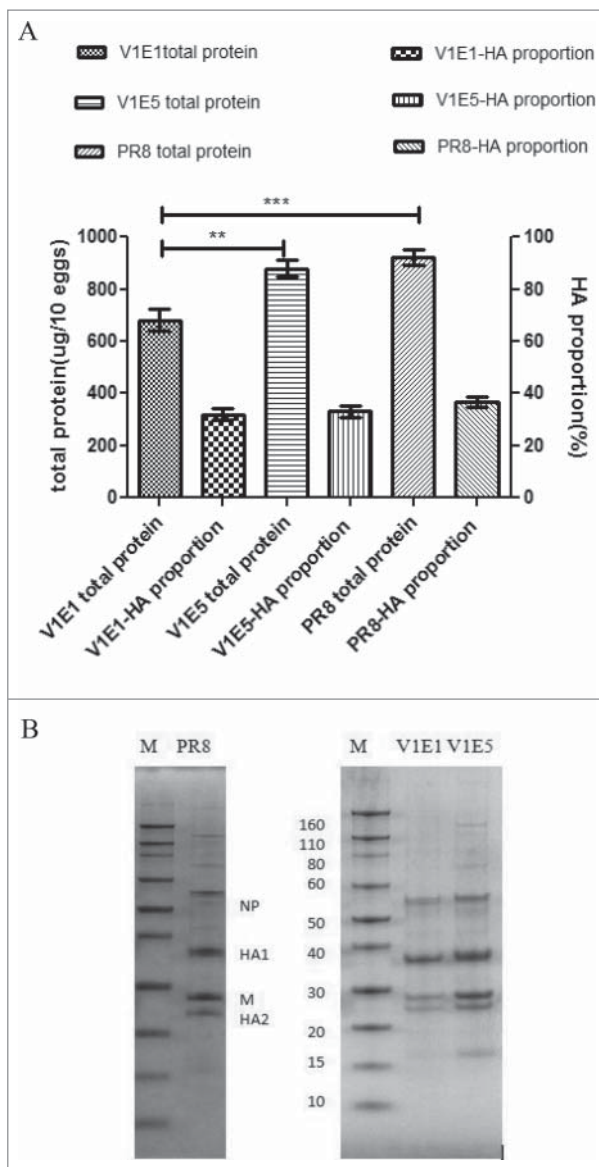 A
V1E1total protein
V1E1-HA proportion
V1E5 total protein
V1E5-HA proportion
PR8 total protein
PR8-HA proportion
***
**
total protein(ug/10 eggs)
1000
800
600
400
200
0
100
80
60
40
20
0
HA proportion(%)
V1E1 total protein
V1E1-HA proportion
V1E5 total protein
V1E5-HA proportion
PR8 total protein
PR8-HA proportion
B
M PR8
NP
HA1
M
HA2
M V1E1 V1E5
160
110
80
60
50
40
30
20
15
10